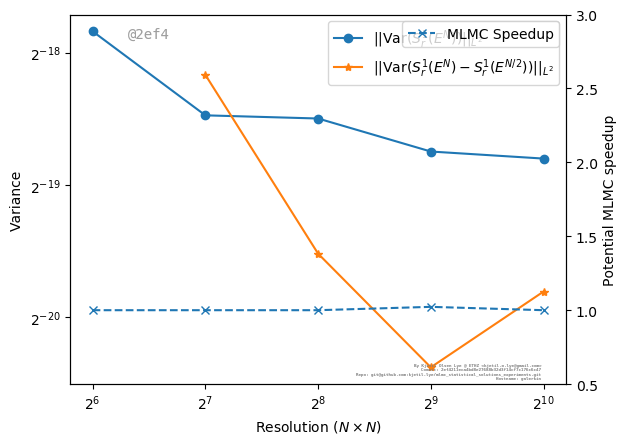 @2ef4
MLMC Speedup
||Var(S_r^1(E^N))||_{L^2}
||Var(S_r^1(E^N) − S_r^1(E^{N/2}))||_{L^2}
Variance
2^{-18}
2^{-19}
2^{-20}
3.0
2.5
2.0
1.5
1.0
0.5
Potential MLMC speedup
2^6
2^7
2^8
2^9
2^{10}
Resolution (N × N)